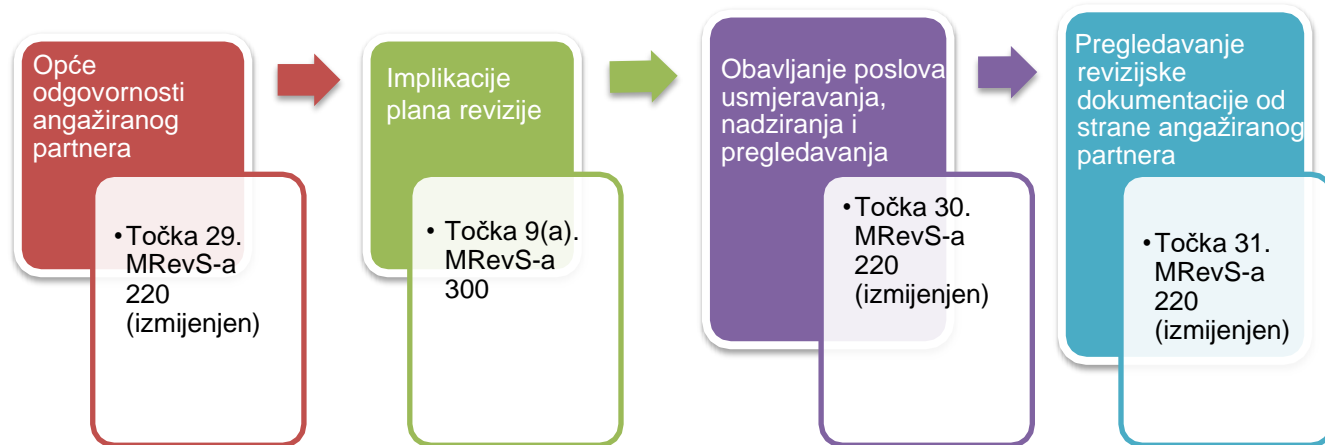 Opće
odgovornosti
angažiranog
partnera
•Točka 29.
MRevS-a
220
(izmijenjen)
Implikacije
plana revizije
• Točka 9(a).
MRevS-a
300
Obavljanje poslova
usmjeravanja,
nadziranja i
pregledavanja
•Točka 30.
MRevS-a
220
(izmijenjen)
Pregledavanje
revizijske
dokumentacije od
strane angažiranog
partnera
•Točka 31.
MRevS-a
220
(izmijenjen)